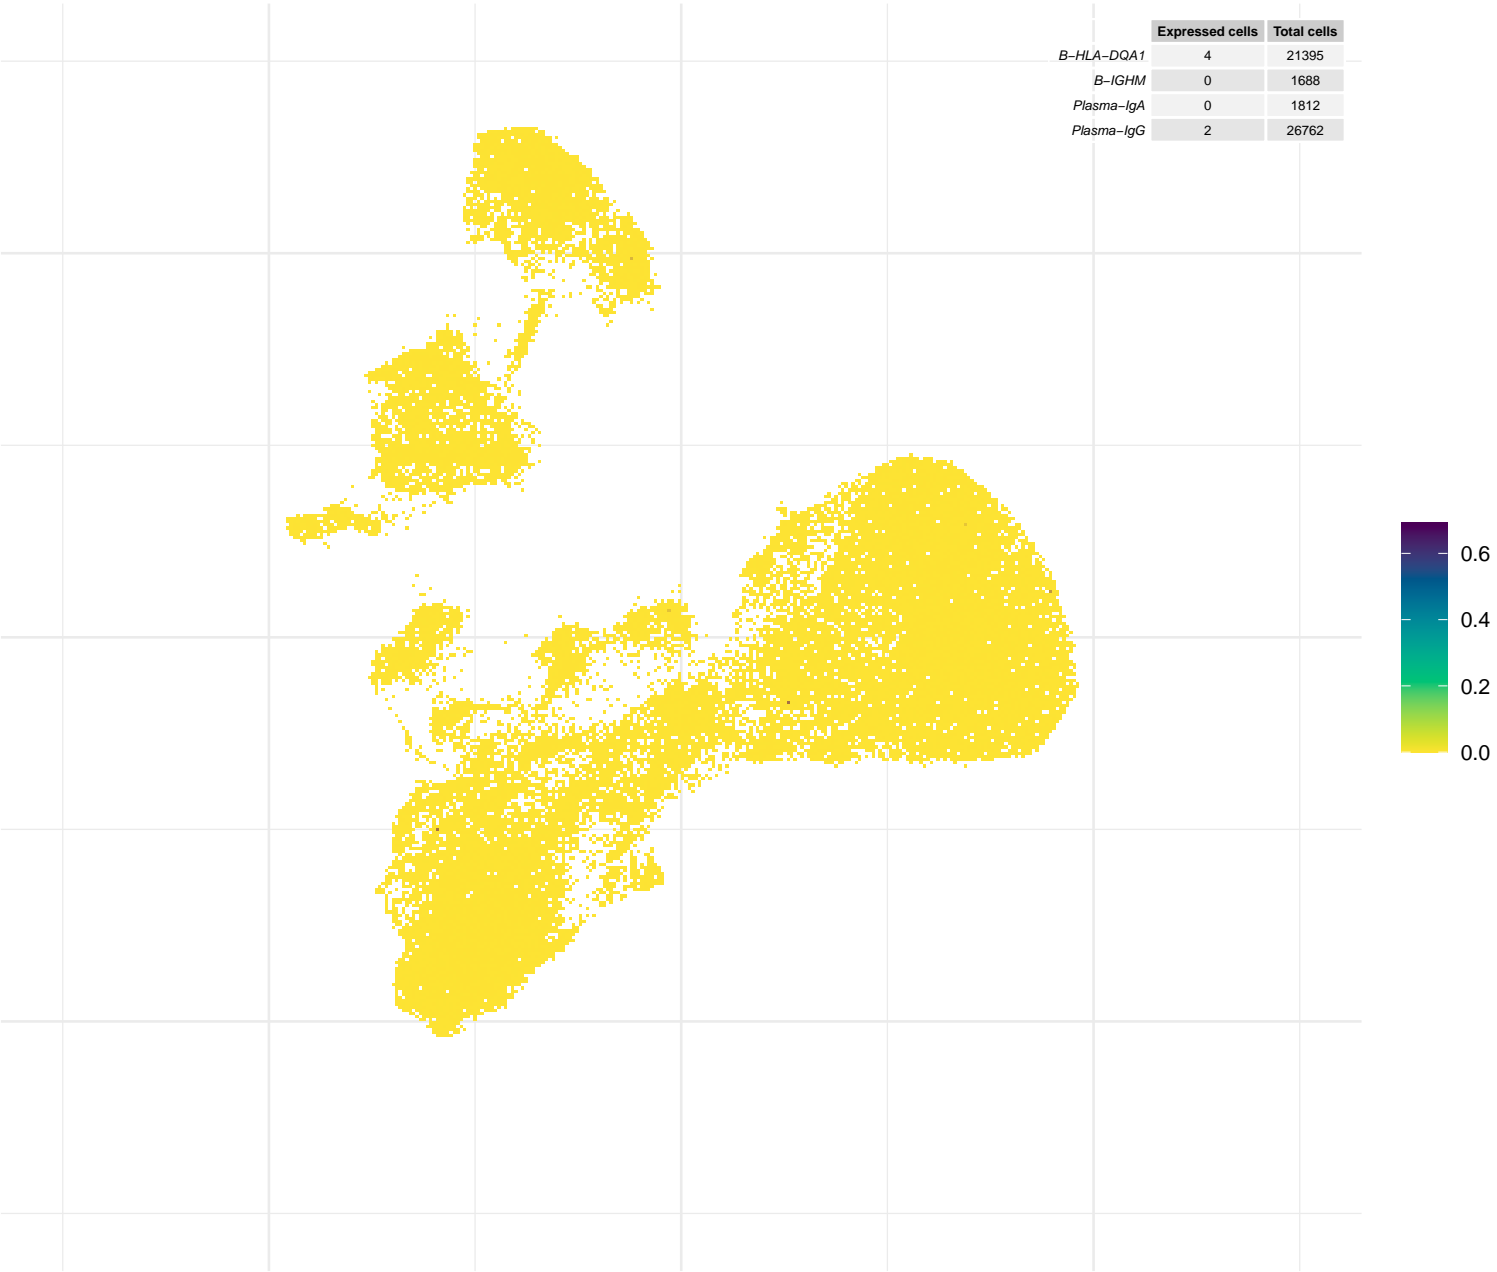 Expressed cells Total cells
B−HLA−DQA1 4 21395
B−IGHM 0 1688
Plasma−IgA 0 1812
Plasma−IgG 2 26762
0.6
0.4
0.2
0.0